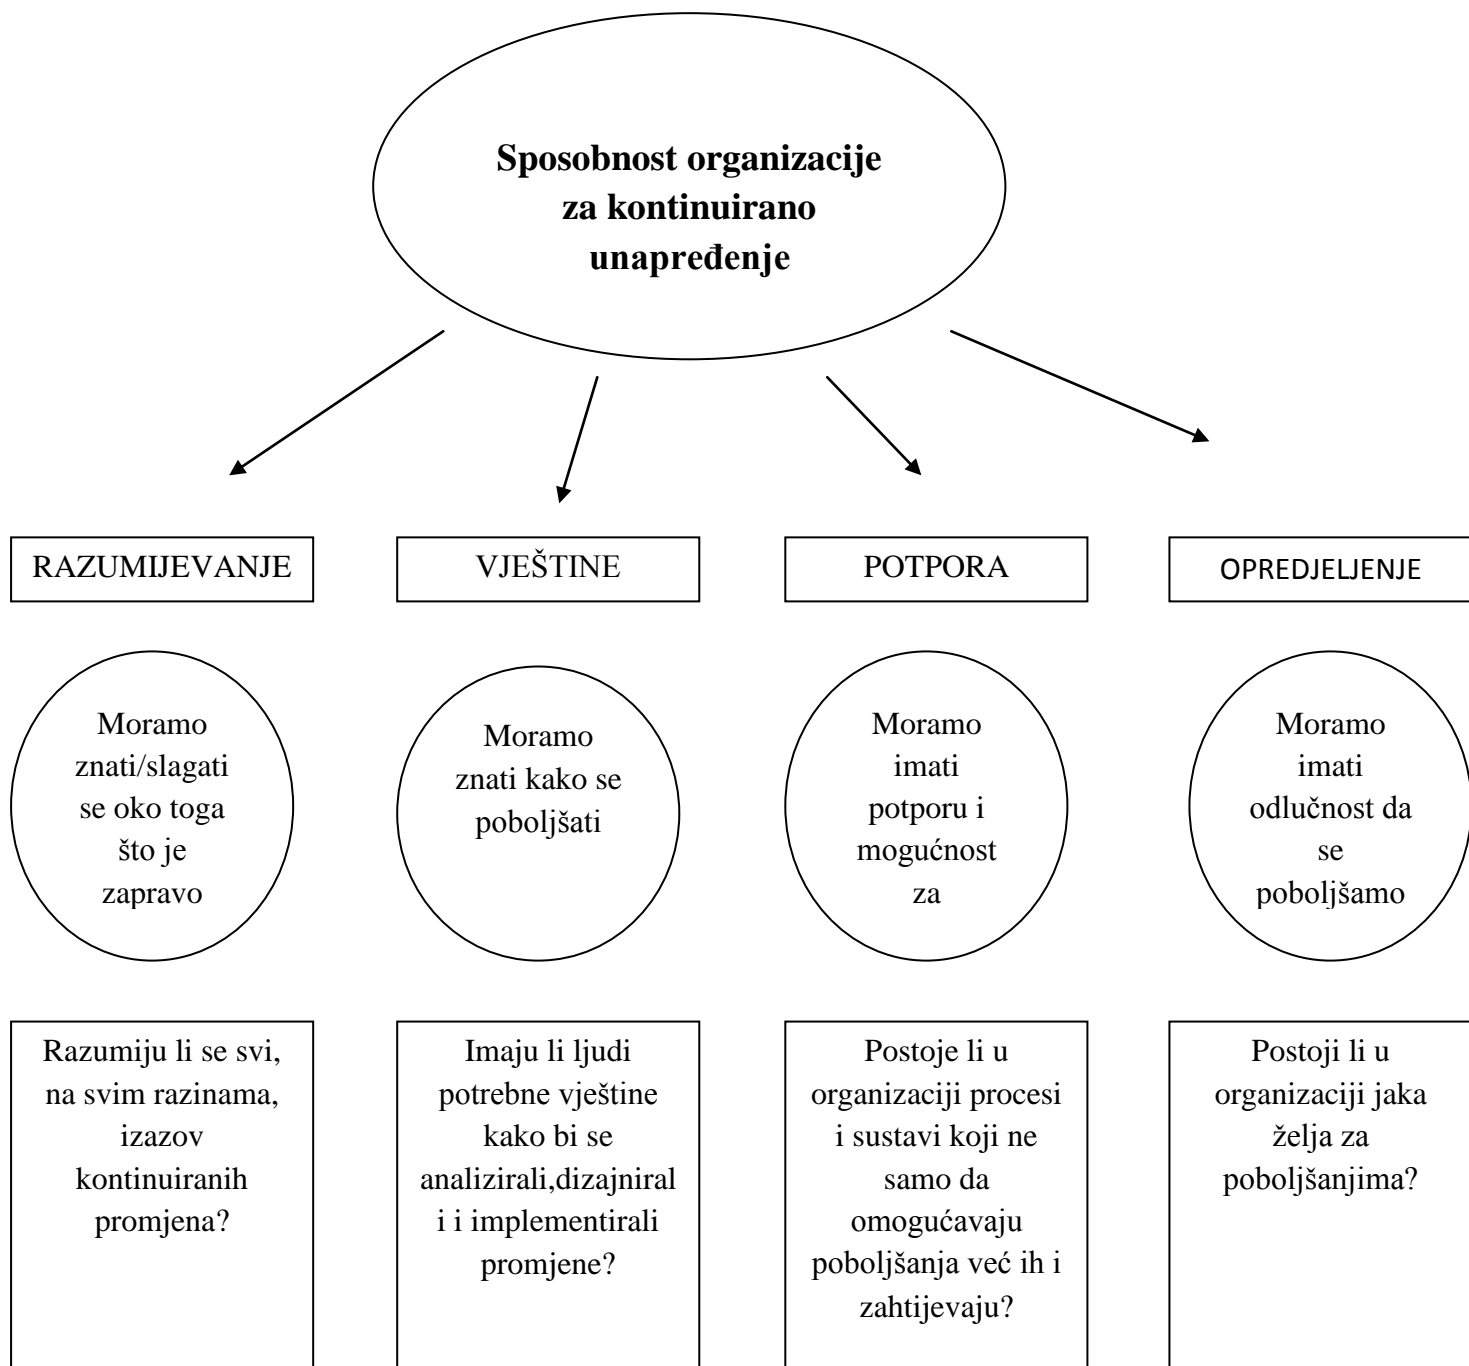 Sposobnost organizacije
za kontinuirano
unapređenje
RAZUMIJEVANJE
VJEŠTINE
POTPORA
OPREDJELJENJE
Moramo
znati/slagati
se oko toga
što je
zapravo
Moramo
znati kako se
poboljšati
Moramo
imati
potporu i
mogućnost
za
Moramo
imati
odlučnost da
se
poboljšamo
Razumiju li se svi,
na svim razinama,
izazov
kontinuiranih
promjena?
Imaju li ljudi
potrebne vještine
kako bi se
analizirali,dizajniral
i i implementirali
promjene?
Postoje li u
organizaciji procesi
i sustavi koji ne
samo da
omogućavaju
poboljšanja već ih i
zahtijevaju?
Postoji li u
organizaciji jaka
želja za
poboljšanjima?